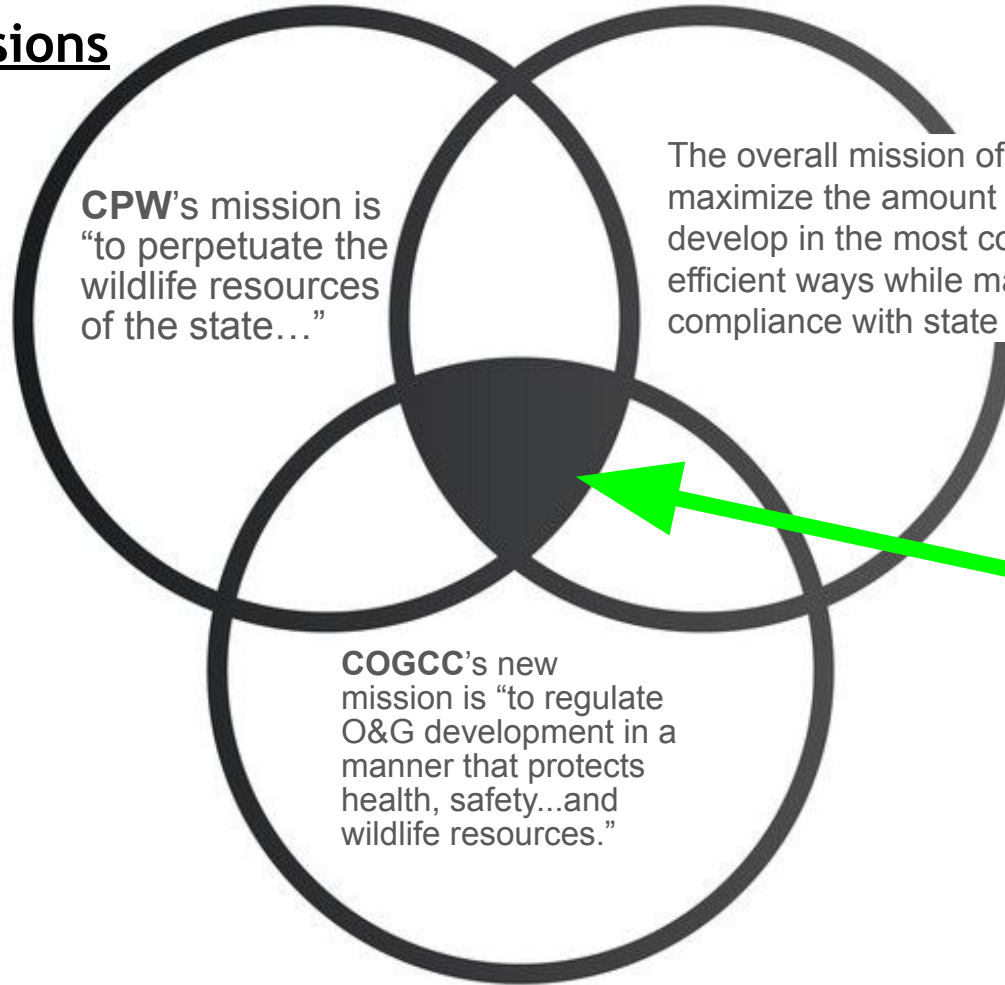 sions
CPW’s mission is
“to perpetuate the
wildlife resources
of the state…”
The overall mission of
maximize the amount
develop in the most co
efficient ways while ma
compliance with state
COGCC’s new
mission is “to regulate
O&G development in a
manner that protects
health, safety...and
wildlife resources.”